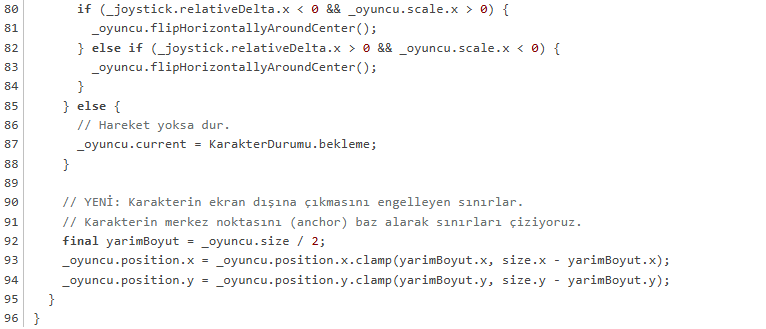 80       if (_joystick.relativeDelta.x < 0 && _oyuncu.scale.x > 0) {
81         _oyuncu.flipHorizontallyAroundCenter();
82       } else if (_joystick.relativeDelta.x > 0 && _oyuncu.scale.x < 0) {
83         _oyuncu.flipHorizontallyAroundCenter();
84       }
85     } else {
86       // Hareket yoksa dur.
87       _oyuncu.current = KarakterDurumu.bekleme;
88     }
89
90     // YENİ: Karakterin ekran dışına çıkmasını engelleyen sınırlar.
91     // Karakterin merkez noktasını (anchor) baz alarak sınırları çiziyoruz.
92     final yarimBoyut = _oyuncu.size / 2;
93     _oyuncu.position.x = _oyuncu.position.x.clamp(yarimBoyut.x, size.x - yarimBoyut.x);
94     _oyuncu.position.y = _oyuncu.position.y.clamp(yarimBoyut.y, size.y - yarimBoyut.y);
95   }
96 }